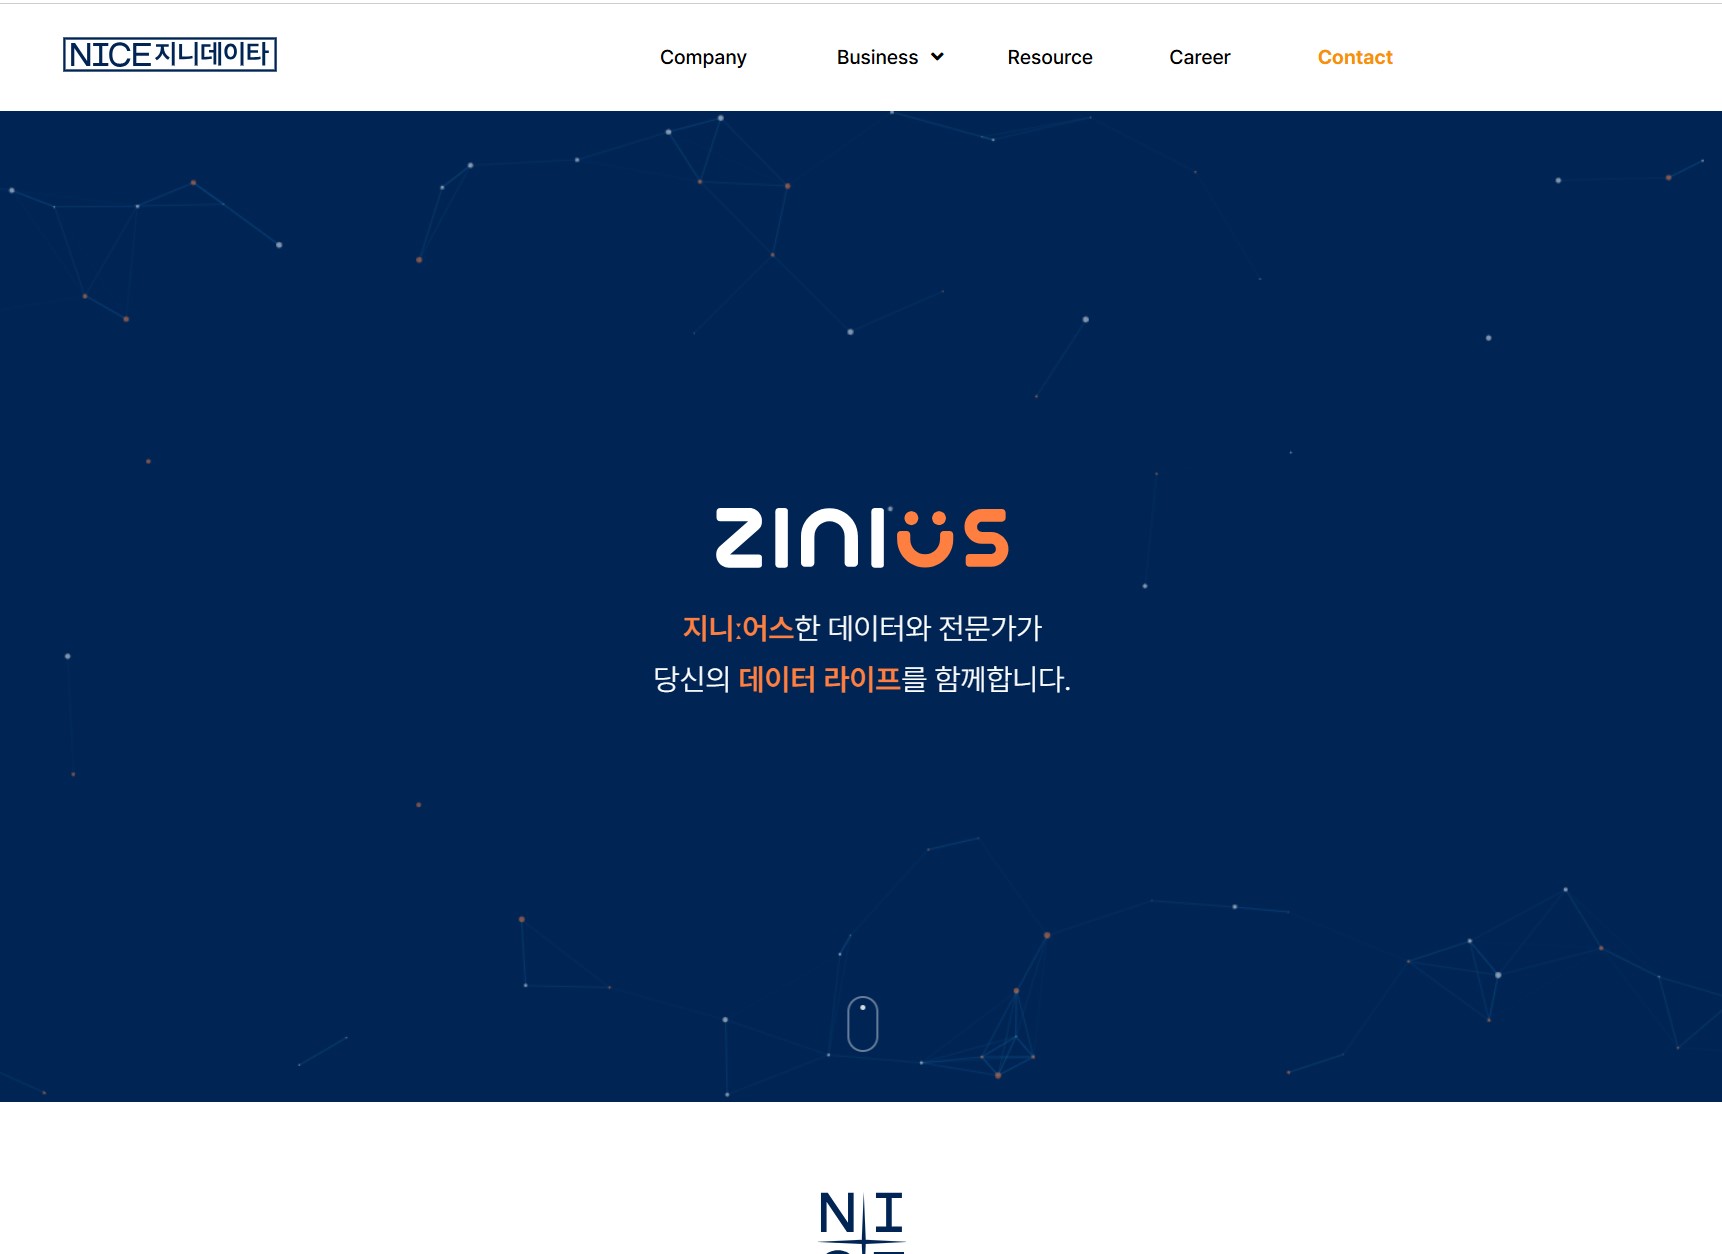 NICE지니데이타
Company Business Resource Career Contact
ZINIUS
지니:어스한 데이터와 전문가가
당신의 데이터 라이프를 함께합니다.
NI